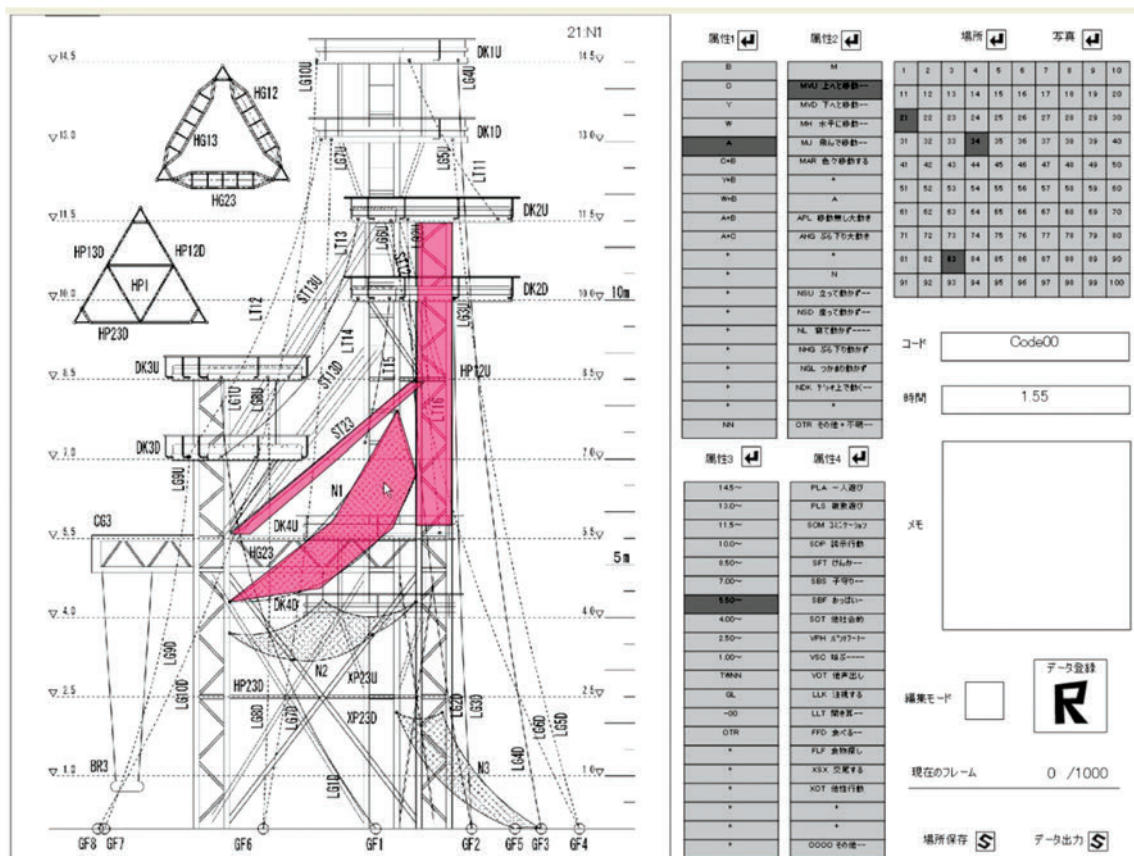 21:N1
14.5
13.0
11.5
10.0
8.5
7.0
5.5
4.0
2.5
1.0
14.5
13.0
11.5
10.0
10m
8.5
7.0
5.5
5m
4.0
2.5
1.0
HG12
HG13
HG23
HP13D
HP12D
HP1
HP23D
DK1U
DK1D
DK2U
DK2D
DK3U
DK3D
DK4U
DK4D
LG10U
LG4U
LG7U
LG5U
LT11
LT13
LG6U
ST12
ST13U
LT12
LT14
LT15
LG3U
HP12U
LT16
ST13D
ST23
LG1U
LG8U
LG9U
CG3
N1
HG23
N2
XP23U
HP23D
XP23D
LG9D
LG10D
LG8D
LG7D
LG1D
LG2D
LG3D
LG4D
LG6D
LG5D
N3
BR3
GF8
GF7
GF6
GF1
GF2
GF5
GF3
GF4
属性1
B
O
Y
W
A
C*B
Y*B
W*B
A*B
A*C
*
*
*
*
*
*
*
*
*
NN
属性2
M
MVU 上へと移動--
MVD 下へと移動--
MH 水平に移動--
MJ 飛んで移動--
MAR 色々移動する
*
A
APL 移動無し大動き
AHG ぶら下り大動き
*
N
NSU 立って動かず--
NSD 座って動かず--
NL 寝て動かず----
NHG ぶら下り動かず
NGL つかまり動かず
NDK デッキ上で動く--
*
OTR その他・不明--
属性3
14.5~
13.0~
11.5~
10.0~
8.50~
7.00~
5.50~
4.00~
2.50~
1.00~
TWNN
GL
-00
OTR
*
*
*
*
*
*
属性4
PLA 一人遊び
PLS 複数遊び
SOM コミニケーション
SDP 誇示行動
SFT けんか--
SBS 子守り--
SBF おっぱい-
SOT 他社会的
VSC 叫ぶ----
VOT 他声出し
LLK 注視する
LLT 聞き耳--
FFD 食べる--
FLF 食物探し
XSX 交尾する
XOT 他性行動
*
*
*
OOOO その他--
場所
写真
1 2 3 4 5 6 7 8 9 10
11 12 13 14 15 16 17 18 19 20
21 22 23 24 25 26 27 28 29 30
31 32 33 34 35 36 37 38 39 40
41 42 43 44 45 46 47 48 49 50
51 52 53 54 55 56 57 58 59 60
61 62 63 64 65 66 67 68 69 70
71 72 73 74 75 76 77 78 79 80
81 82 83 84 85 86 87 88 89 90
91 92 93 94 95 96 97 98 99 100
コード
Code00
時間
1.55
メモ
編集モード
データ登録
R
現在のフレーム
0 /1000
場所保存
データ出力